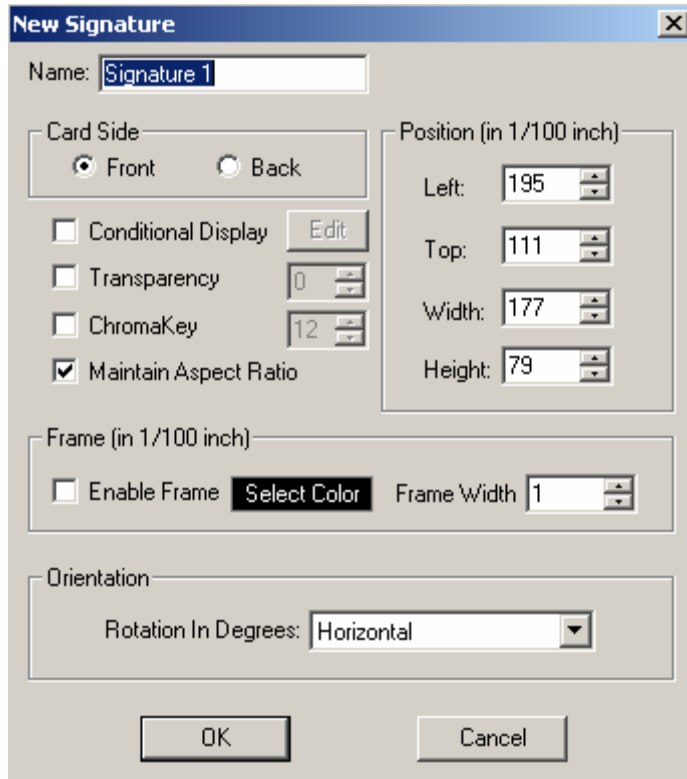 New Signature
Name: Signature 1
Card Side
Front Back
Conditional Display Edit
Transparency 0
ChromaKey 12
Maintain Aspect Ratio
Position (in 1/100 inch)
Left: 195
Top: 111
Width: 177
Height: 79
Frame (in 1/100 inch)
Enable Frame Select Color Frame Width 1
Orientation
Rotation In Degrees: Horizontal
OK Cancel